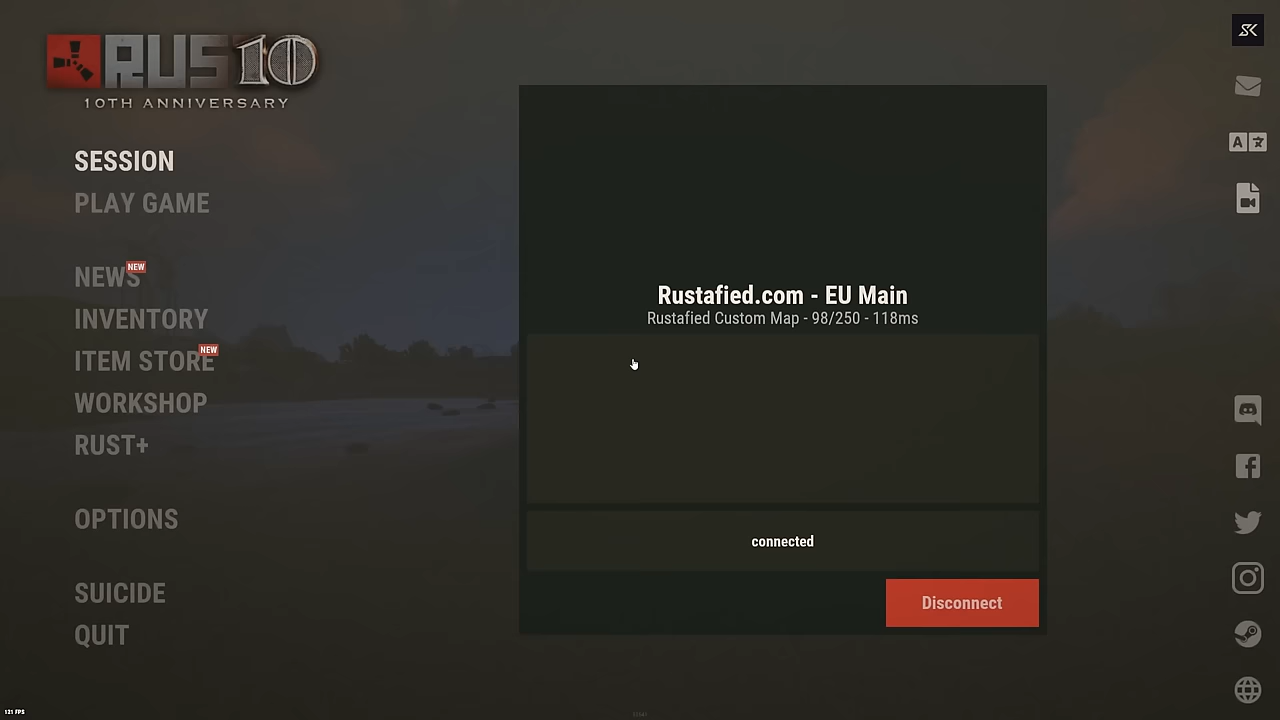 RUS10
10TH ANNIVERSARY
SESSION
PLAY GAME
NEWS NEW
INVENTORY
ITEM STORE NEW
WORKSHOP
RUST+
OPTIONS
SUICIDE
QUIT
Rustafied.com - EU Main
Rustafied Custom Map - 98/250 - 118ms
connected
Disconnect
A
121 FPS